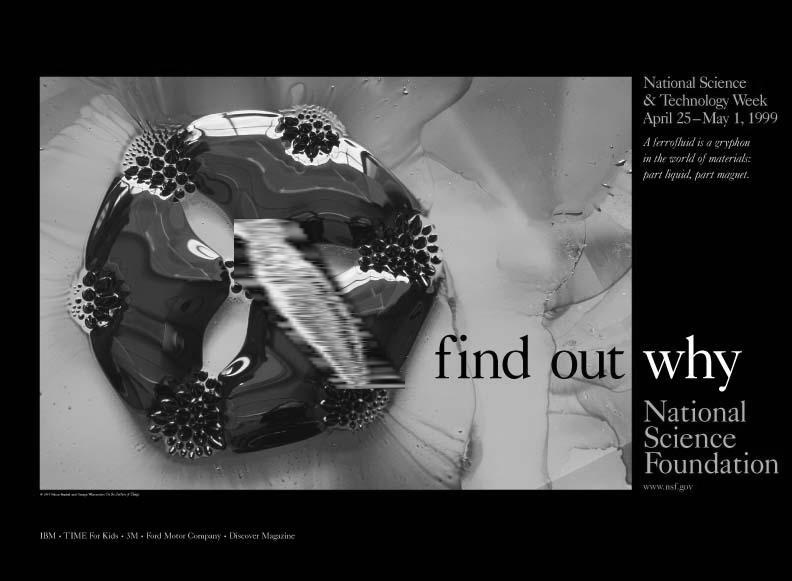 National Science
& Technology Week
April 25–May 1, 1999
A ferrofluid is a gryphon
in the world of materials:
part liquid, part magnet.
find out why
National
Science
Foundation
www.nsf.gov
IBM • TIME For Kids • 3M • Ford Motor Company • Discover Magazine